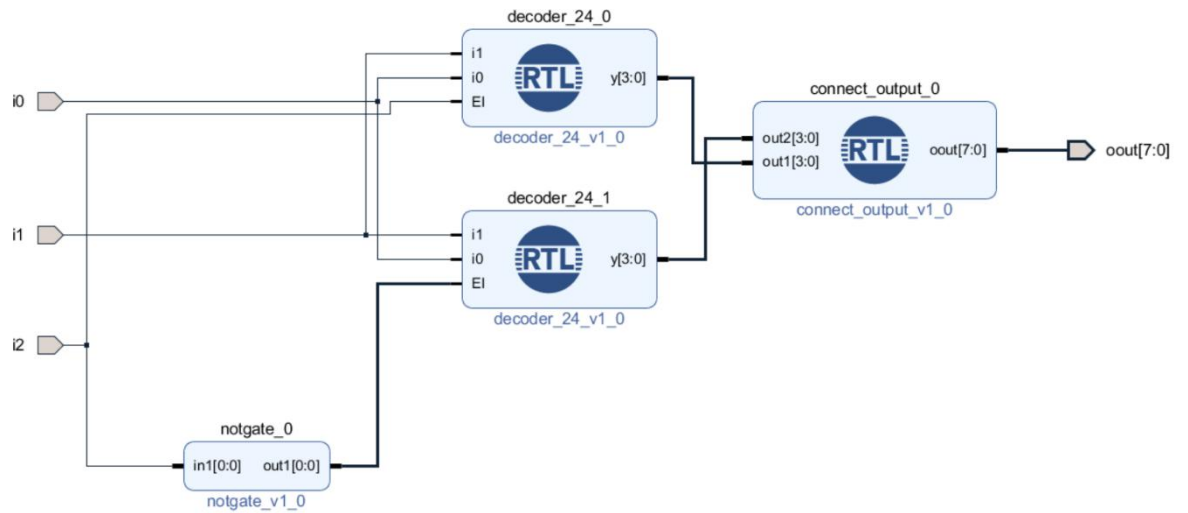 decoder_24_0
i1
i0
EI
RTL
y[3:0]
decoder_24_v1_0
i0
connect_output_0
out2[3:0]
out1[3:0]
RTL
oout[7:0]
connect_output_v1_0
oout[7:0]
decoder_24_1
i1
i0
EI
RTL
y[3:0]
decoder_24_v1_0
i1
i2
notgate_0
in1[0:0] out1[0:0]
notgate_v1_0